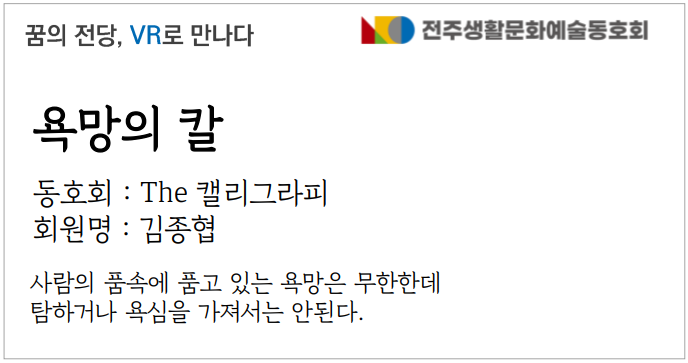 꿈의 전당, VR로 만나다
전주생활문화예술동호회
욕망의 칼
동호회 : The 캘리그라피
회원명 : 김종협
사람의 품속에 품고 있는 욕망은 무한한데
탐하거나 욕심을 가져서는 안된다.